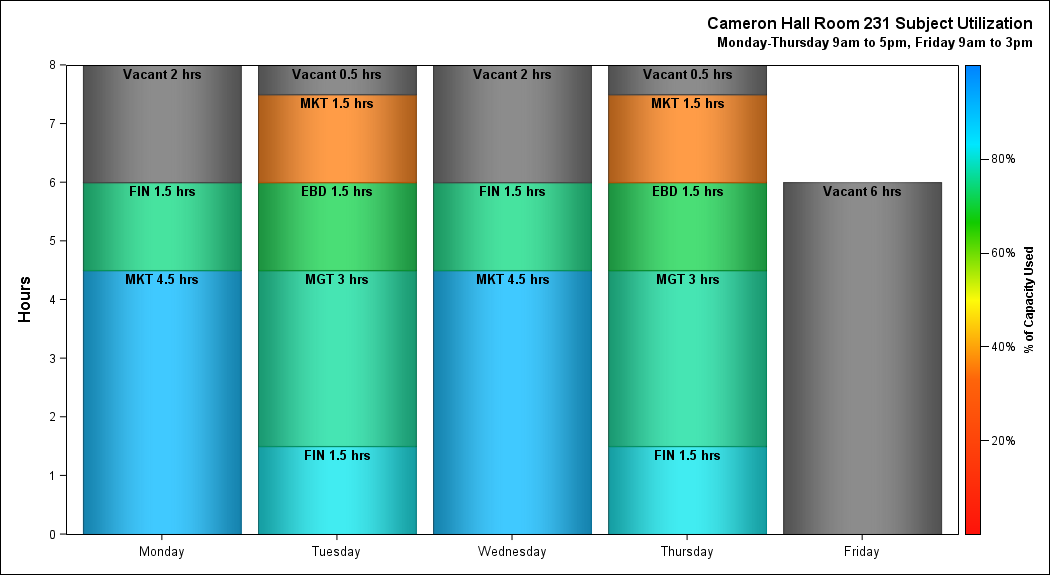 Cameron Hall Room 231 Subject Utilization
Monday-Thursday 9am to 5pm, Friday 9am to 3pm
Hours
8
7
6
5
4
3
2
1
0
Vacant 2 hrs
FIN 1.5 hrs
MKT 4.5 hrs
Vacant 0.5 hrs
MKT 1.5 hrs
EBD 1.5 hrs
MGT 3 hrs
FIN 1.5 hrs
Vacant 2 hrs
FIN 1.5 hrs
MKT 4.5 hrs
Vacant 0.5 hrs
MKT 1.5 hrs
EBD 1.5 hrs
MGT 3 hrs
FIN 1.5 hrs
Vacant 6 hrs
Monday
Tuesday
Wednesday
Thursday
Friday
80%
60%
40%
20%
% of Capacity Used